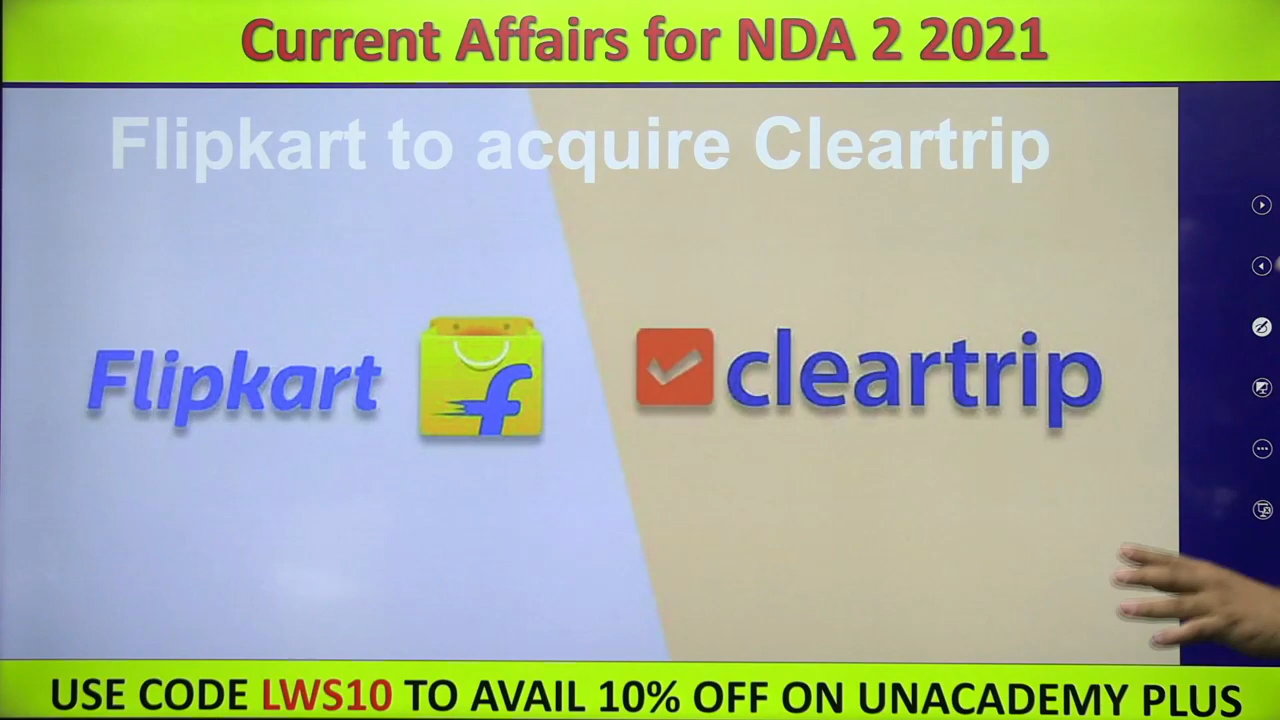 Current Affairs for NDA 2 2021
Flipkart to acquire Cleartrip
Flipkart f cleartrip
USE CODE LWS10 TO AVAIL 10% OFF ON UNACADEMY PLUS